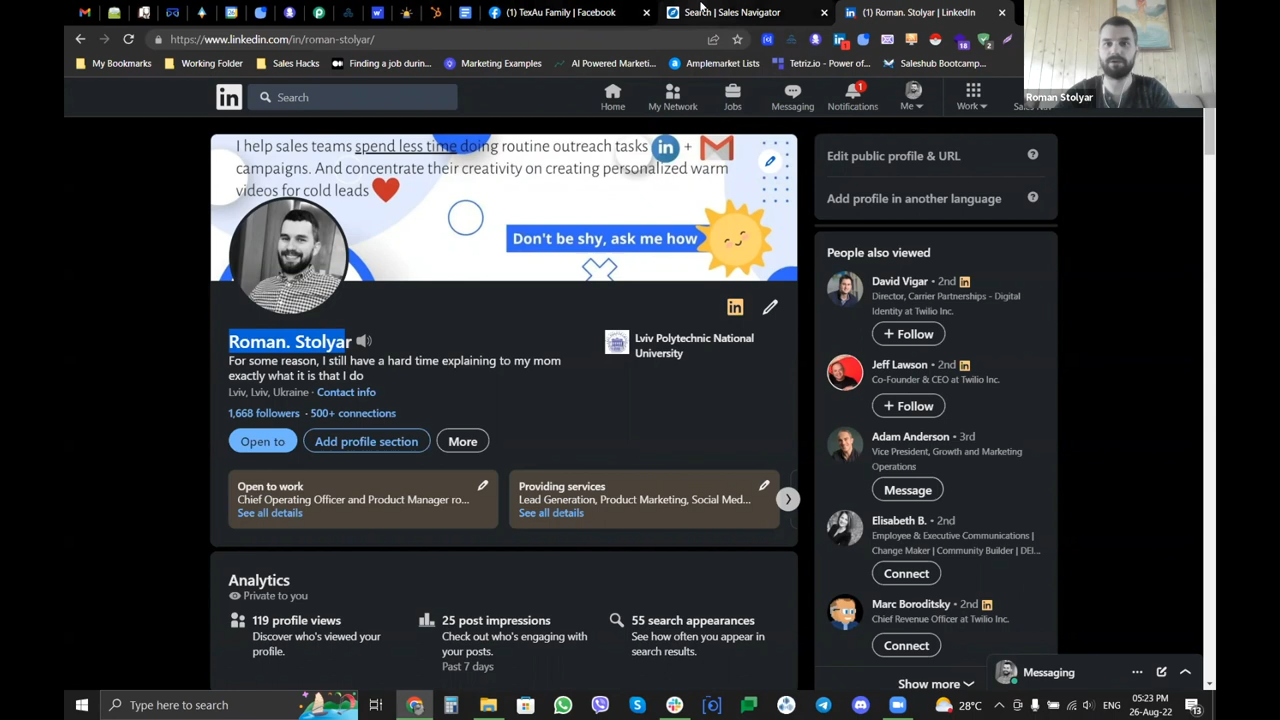 (1) TexAu Family | Facebook
Search | Sales Navigator
(1) Roman. Stolyar | LinkedIn
https://www.linkedin.com/in/roman-stolyar/
My Bookmarks
Working Folder
Sales Hacks
Finding a job durin...
Marketing Examples
AI Powered Marketi...
Amplemarket Lists
Tetriz.io - Power of...
Saleshub Bootcamp...
Roman Stolyar
in
Search
Home
My Network
Jobs
Messaging
Notifications
Me
Work
I help sales teams spend less time doing routine outreach tasks in + M
campaigns. And concentrate their creativity on creating personalized warm
videos for cold leads
Don't be shy, ask me how
Roman. Stolyar
For some reason, I still have a hard time explaining to my mom
exactly what it is that I do
Lviv, Lviv, Ukraine · Contact info
1,668 followers · 500+ connections
Open to
Add profile section
More
Lviv Polytechnic National
University
Open to work
Chief Operating Officer and Product Manager ro...
See all details
Providing services
Lead Generation, Product Marketing, Social Med...
See all details
Analytics
Private to you
119 profile views
Discover who's viewed your
profile.
25 post impressions
Check out who's engaging with
your posts.
Past 7 days
55 search appearances
See how often you appear in
search results.
Edit public profile & URL
Add profile in another language
People also viewed
David Vigar · 2nd in
Director, Carrier Partnerships - Digital
Identity at Twilio Inc.
+ Follow
Jeff Lawson · 2nd in
Co-Founder & CEO at Twilio Inc.
+ Follow
Adam Anderson · 3rd
Vice President, Growth and Marketing
Operations
Message
Elisabeth B. · 2nd
Employee & Executive Communications |
Change Maker | Community Builder | DEI...
Connect
Marc Boroditsky · 2nd in
Chief Revenue Officer at Twilio Inc.
Connect
Show more
Messaging
Type here to search
28°C
ENG
05:23 PM
26-Aug-22